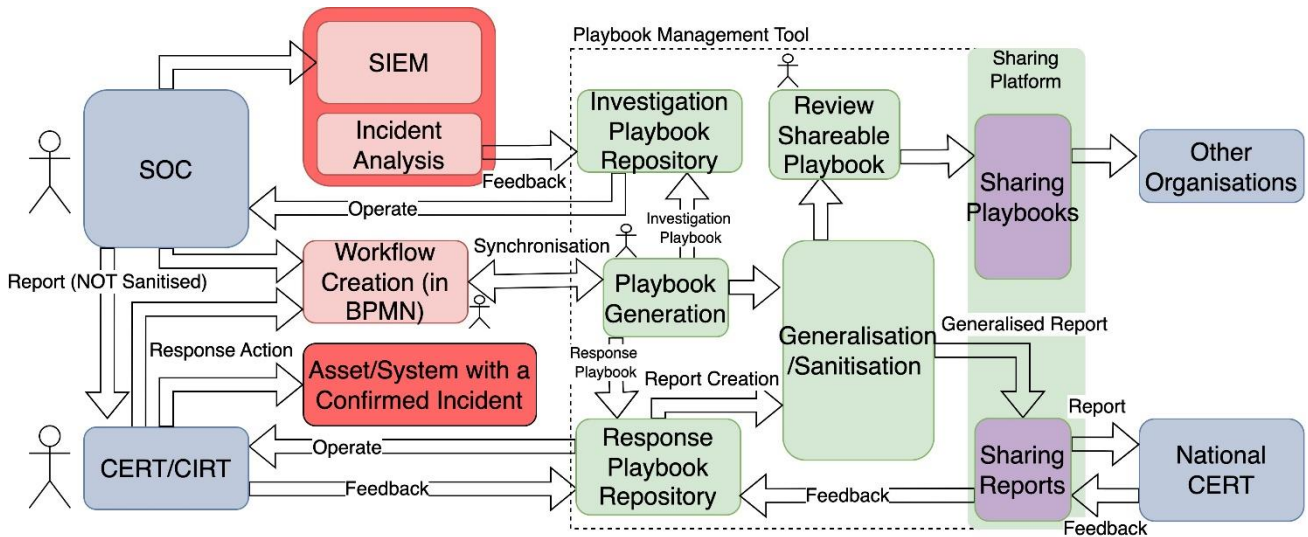 Playbook Management Tool
SIEM
Incident
Analysis
Feedback
SOC
Operate
Investigation
Playbook
Repository
Review
Shareable
Playbook
Sharing
Platform
Sharing
Playbooks
Other
Organisations
Report (NOT Sanitised)
Workflow
Creation (in
BPMN)
Synchronisation
Investigation
Playbook
Playbook
Generation
Generalisation
/Sanitisation
Generalised Report
Response Action
Asset/System with a
Confirmed Incident
Response
Playbook
Report Creation
CERT/CIRT
Operate
Feedback
Response
Playbook
Repository
Feedback
Sharing
Reports
Report
National
CERT
Feedback